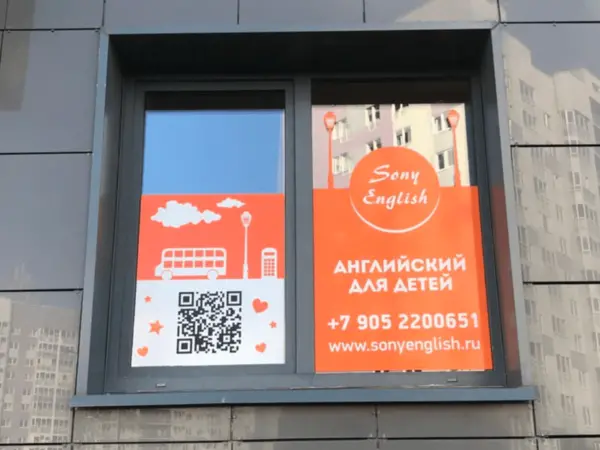 Sony
English
АНГЛИЙСКИЙ
ДЛЯ ДЕТЕЙ
+7 905 2200651
www.sonyenglish.ru